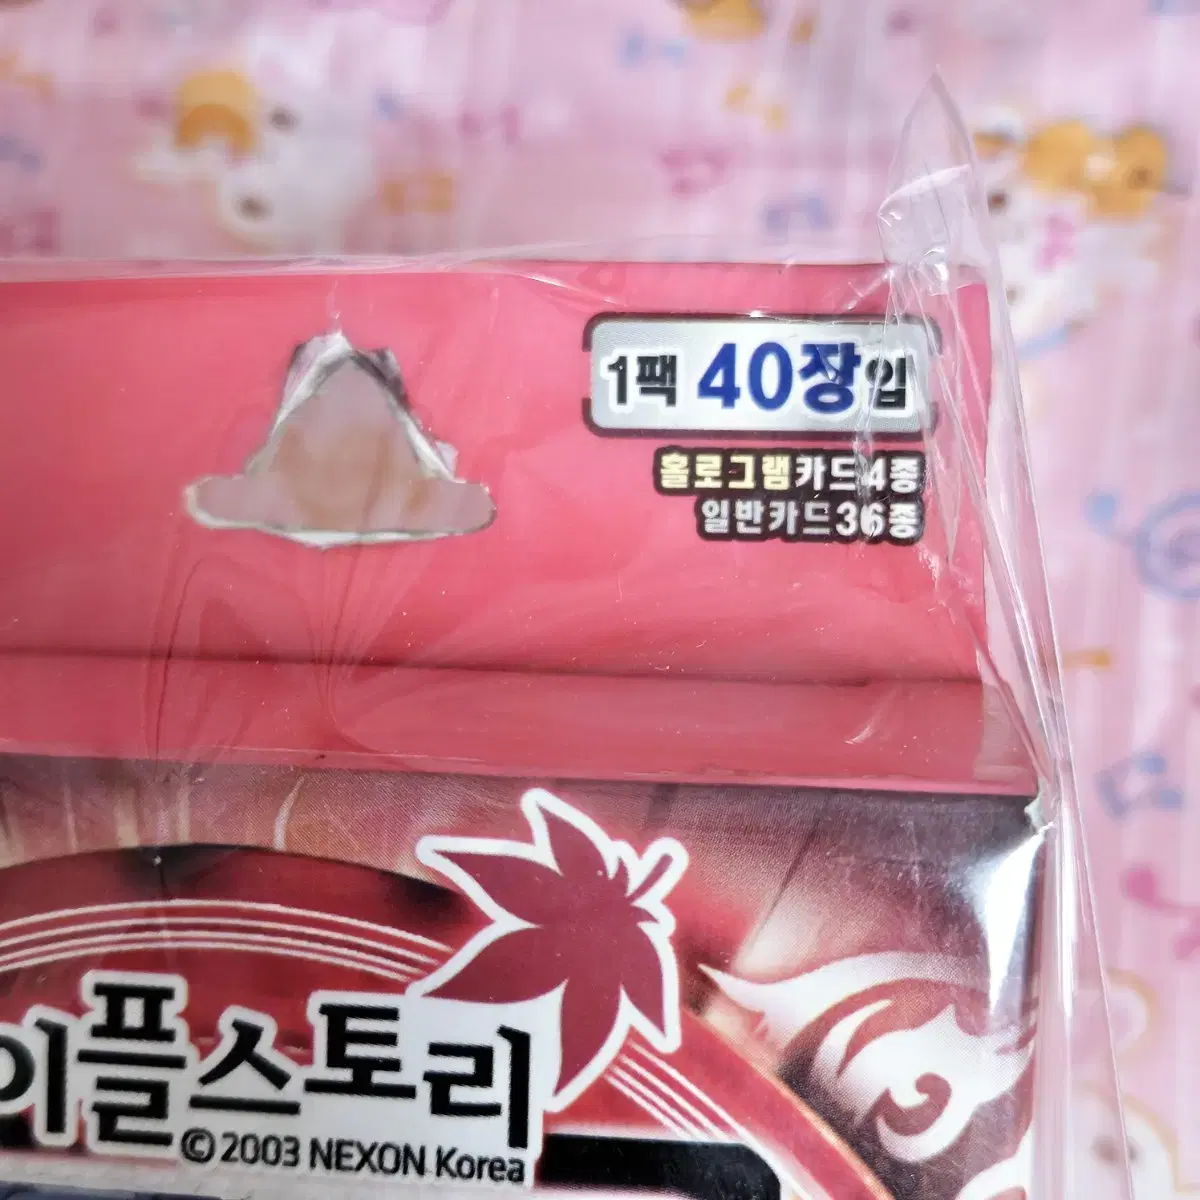 1팩 40장입
홀로그램카드4종
일반카드36종
이플스토리
©2003 NEXON Korea